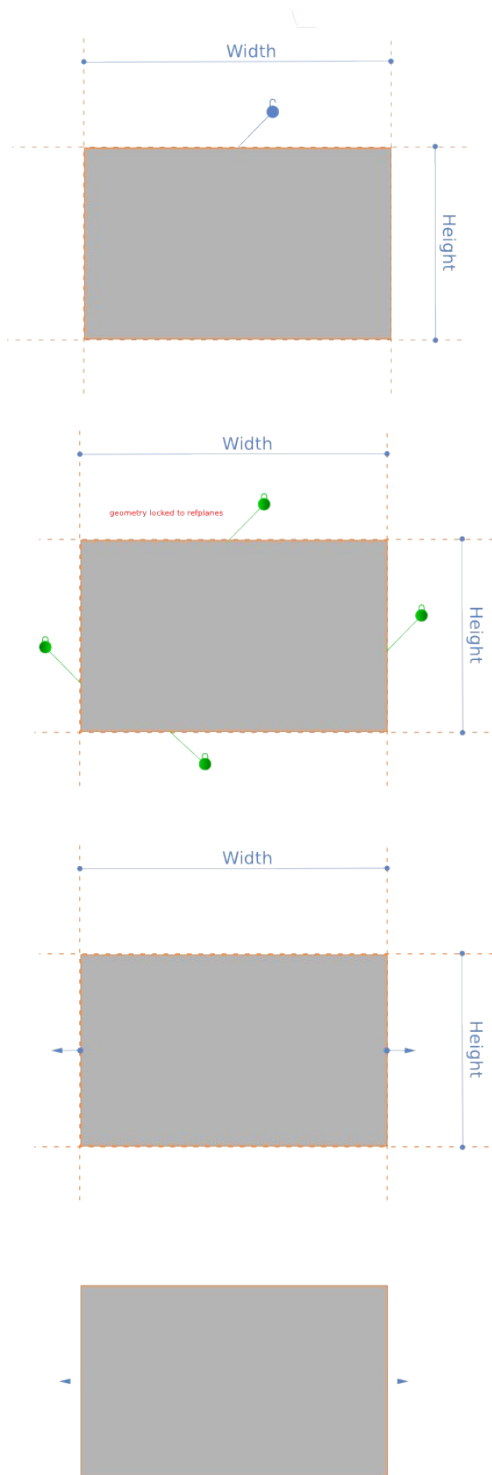 Width
Height
Width
geometry locked to refplanes
Height
Width
Height